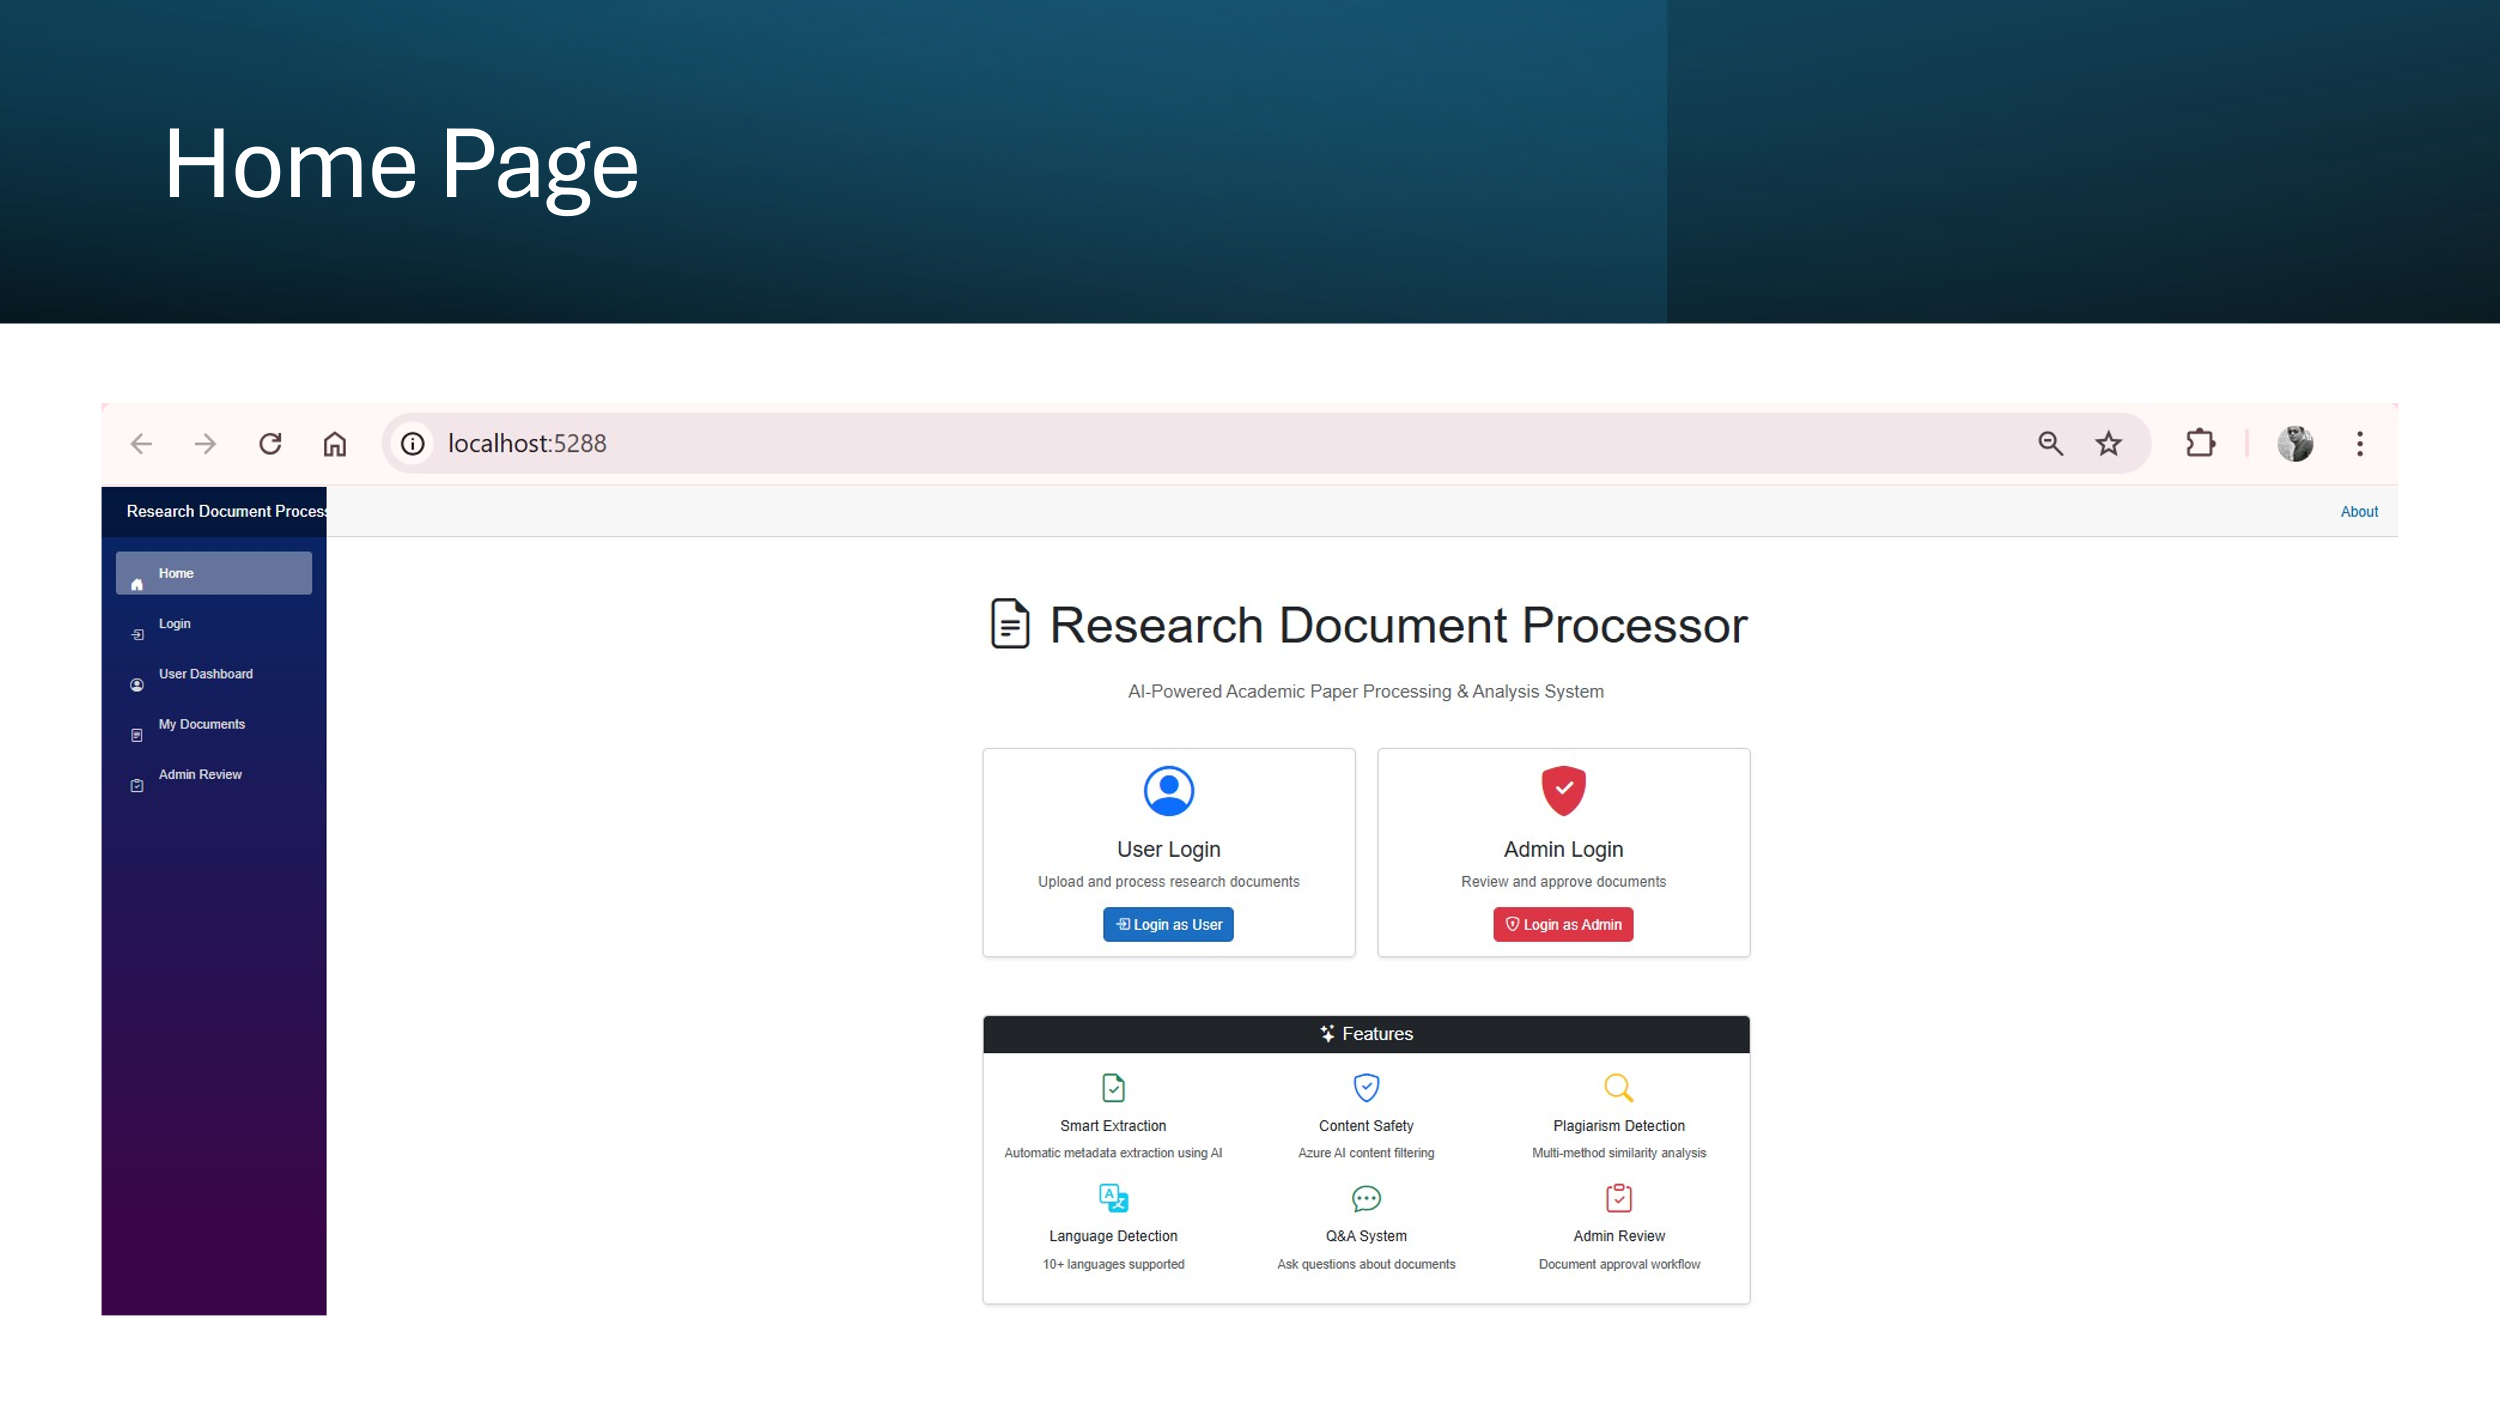 Home Page
localhost:5288
Research Document Process
About
Home
Login
User Dashboard
My Documents
Admin Review
Research Document Processor
AI-Powered Academic Paper Processing & Analysis System
User Login
Upload and process research documents
Login as User
Admin Login
Review and approve documents
Login as Admin
Features
Smart Extraction
Automatic metadata extraction using AI
Content Safety
Azure AI content filtering
Plagiarism Detection
Multi-method similarity analysis
Language Detection
10+ languages supported
Q&A System
Ask questions about documents
Admin Review
Document approval workflow